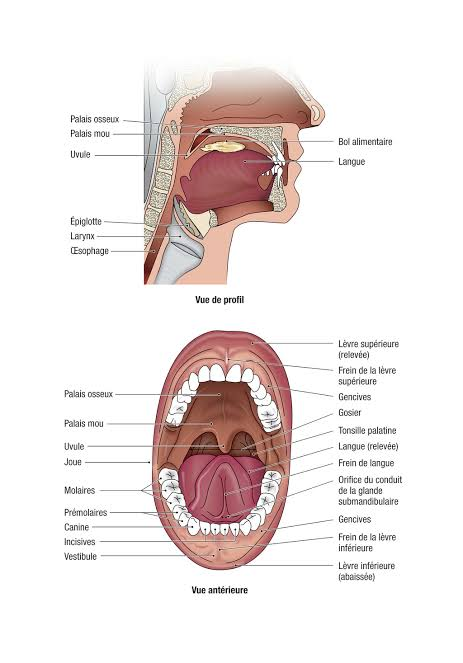 Palais osseux
Palais mou
Uvule
Épiglotte
Larynx
Œsophage
Bol alimentaire
Langue
Vue de profil
Palais osseux
Palais mou
Uvule
Joue
Molaires
Prémolaires
Canine
Incisives
Vestibule
Lèvre supérieure
(relevée)
Frein de la lèvre
supérieure
Gencives
Gosier
Tonsille palatine
Langue (relevée)
Frein de langue
Orifice du conduit
de la glande
submandibulaire
Gencives
Frein de la lèvre
inférieure
Lèvre inférieure
(abaissée)
Vue antérieure